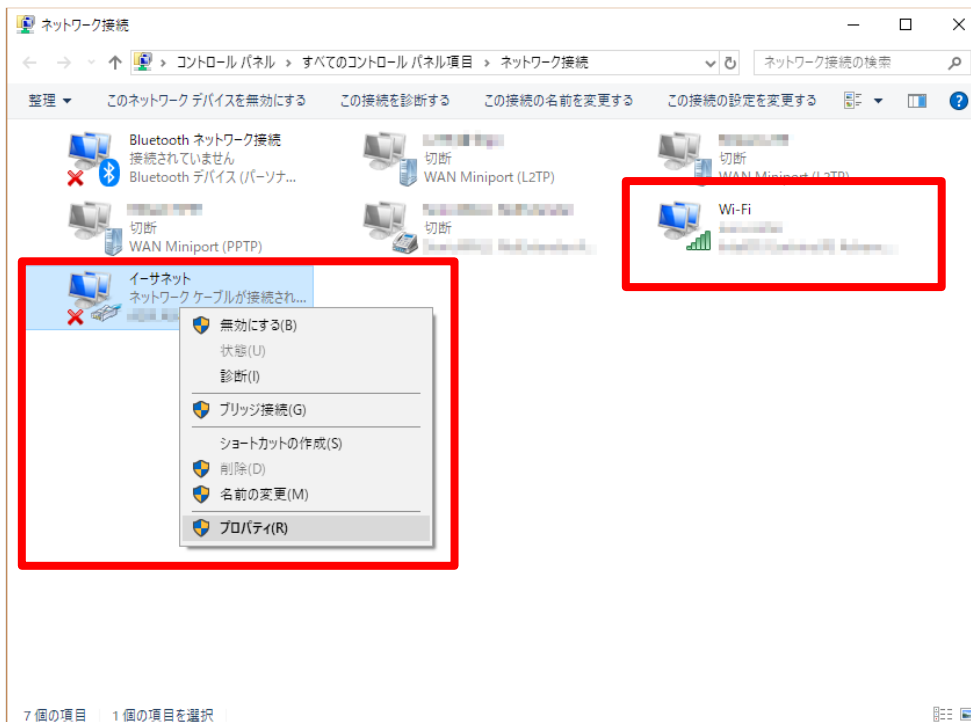 ネットワーク接続
コントロール パネル › すべてのコントロール パネル項目 › ネットワーク接続
ネットワーク接続の検索
整理 このネットワーク デバイスを無効にする この接続を診断する この接続の名前を変更する この接続の設定を変更する
Bluetooth ネットワーク接続
接続されていません
Bluetooth デバイス (パーソナ...
切断
WAN Miniport (L2TP)
切断
WAN Miniport (L2TP)
切断
WAN Miniport (PPTP)
切断
Wi-Fi
イーサネット
ネットワーク ケーブルが接続され...
無効にする(B)
状態(U)
診断(I)
ブリッジ接続(G)
ショートカットの作成(S)
削除(D)
名前の変更(M)
プロパティ(R)
7 個の項目 1 個の項目を選択